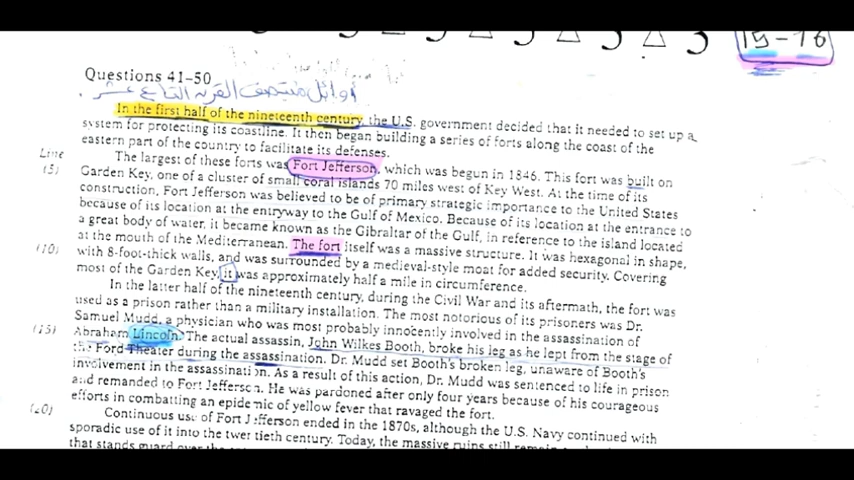 15-16
Questions 41-50
أوائل منتصف القرن التاسع عشر
In the first half of the nineteenth century, the U.S. government decided that it needed to set up a
system for protecting its coastline. It then began building a series of forts along the coast of the
eastern part of the country to facilitate its defenses.
Line
The largest of these forts was Fort Jefferson, which was begun in 1846. This fort was built on
(5)
Garden Key, one of a cluster of small coral islands 70 miles west of Key West. At the time of its
construction, Fort Jefferson was believed to be of primary strategic importance to the United States
because of its location at the entryway to the Gulf of Mexico. Because of its location at the entrance to
a great body of water, it became known as the Gibraltar of the Gulf, in reference to the island located
at the mouth of the Mediterranean. The fort itself was a massive structure. It was hexagonal in shape,
(10)
with 8-foot-thick walls, and was surrounded by a medieval-style moat for added security. Covering
most of the Garden Key, it was approximately half a mile in circumference.
In the latter half of the nineteenth century, during the Civil War and its aftermath, the fort was
used as a prison rather than a military installation. The most notorious of its prisoners was Dr.
Samuel Mudd, a physician who was most probably innocently involved in the assassination of
(15)
Abraham Lincoln. The actual assassin, John Wilkes Booth, broke his leg as he lept from the stage of
the Ford Theater during the assassination. Dr. Mudd set Booth's broken leg, unaware of Booth's
involvement in the assassination. As a result of this action, Dr. Mudd was sentenced to life in prison
and remanded to Fort Jefferson. He was pardoned after only four years because of his courageous
efforts in combatting an epidemic of yellow fever that ravaged the fort.
(20)
Continuous use of Fort Jefferson ended in the 1870s, although the U.S. Navy continued with
sporadic use of it into the twentieth century. Today, the massive ruins still remain
that stands guard over the